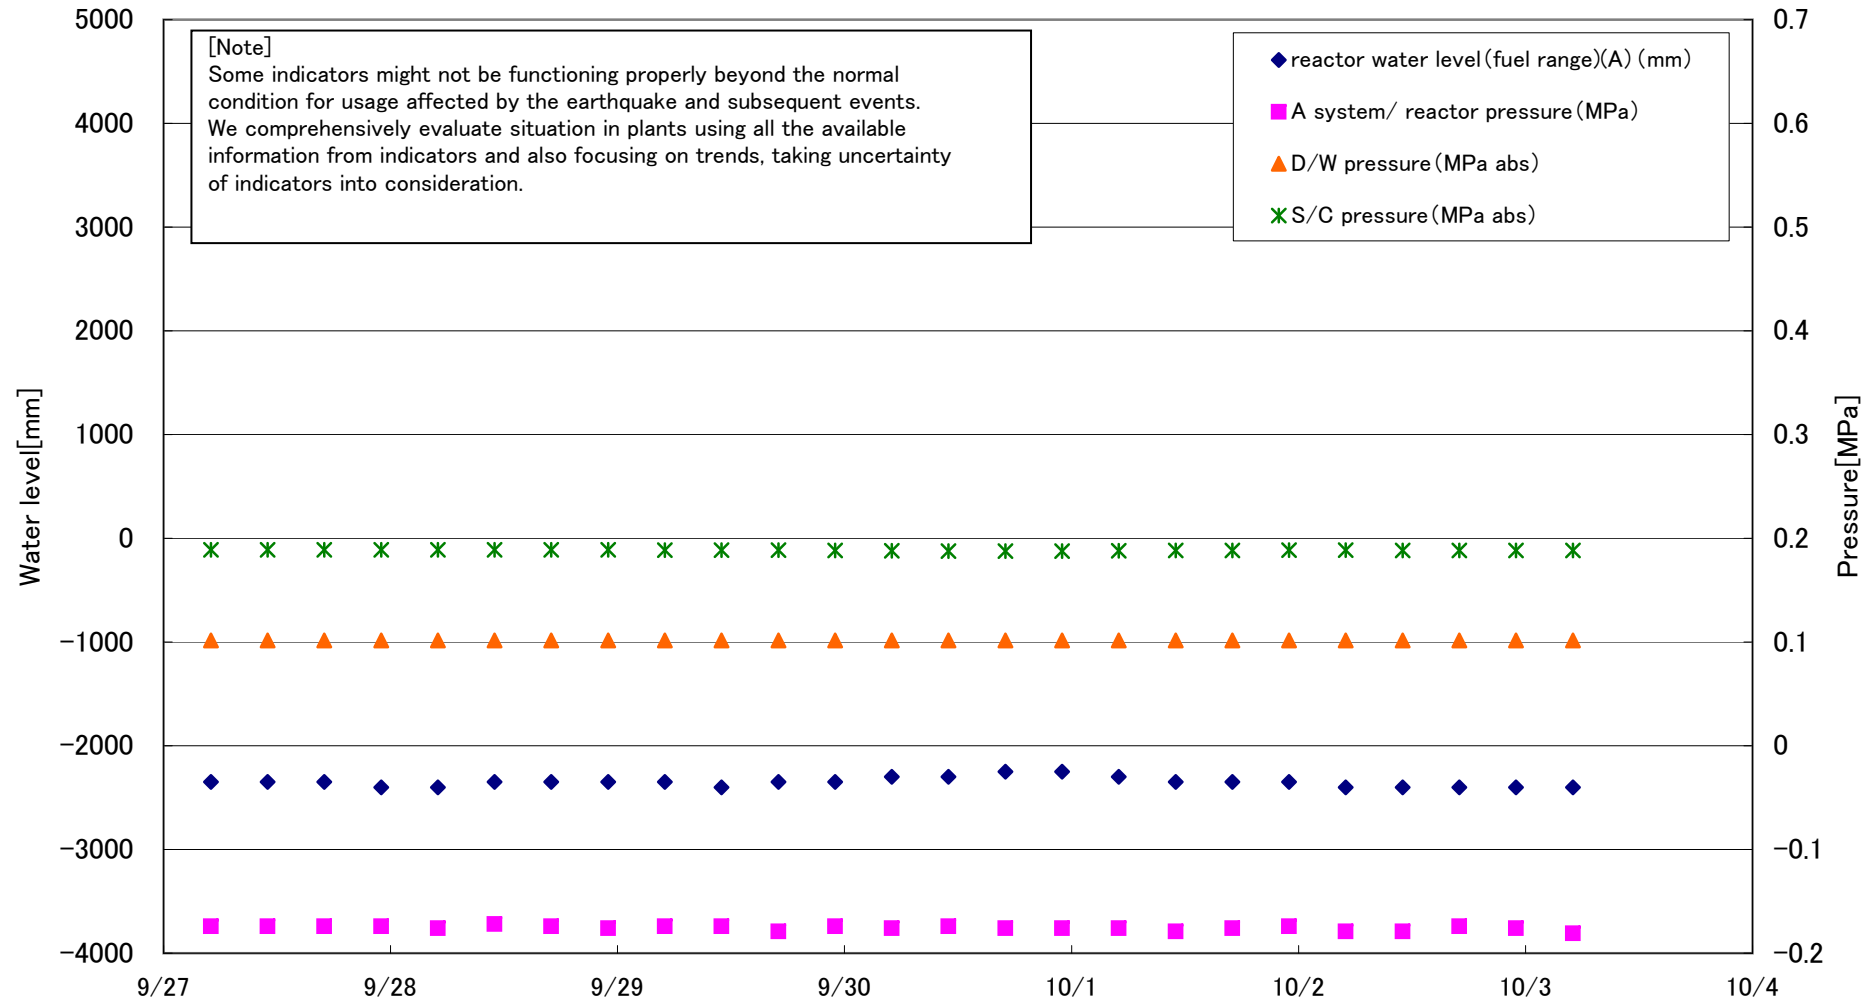 [Note]
Some indicators might not be functioning properly beyond the normal
condition for usage affected by the earthquake and subsequent events.
We comprehensively evaluate situation in plants using all the available
information from indicators and also focusing on trends, taking uncertainty
of indicators into consideration.
reactor water level(fuel range)(A) (mm)
A system/ reactor pressure(MPa)
D/W pressure(MPa abs)
S/C pressure(MPa abs)
Water level[mm]
5000
4000
3000
2000
1000
0
-1000
-2000
-3000
-4000
Pressure[MPa]
0.7
0.6
0.5
0.4
0.3
0.2
0.1
0
-0.1
-0.2
9/27 9/28 9/29 9/30 10/1 10/2 10/3 10/4